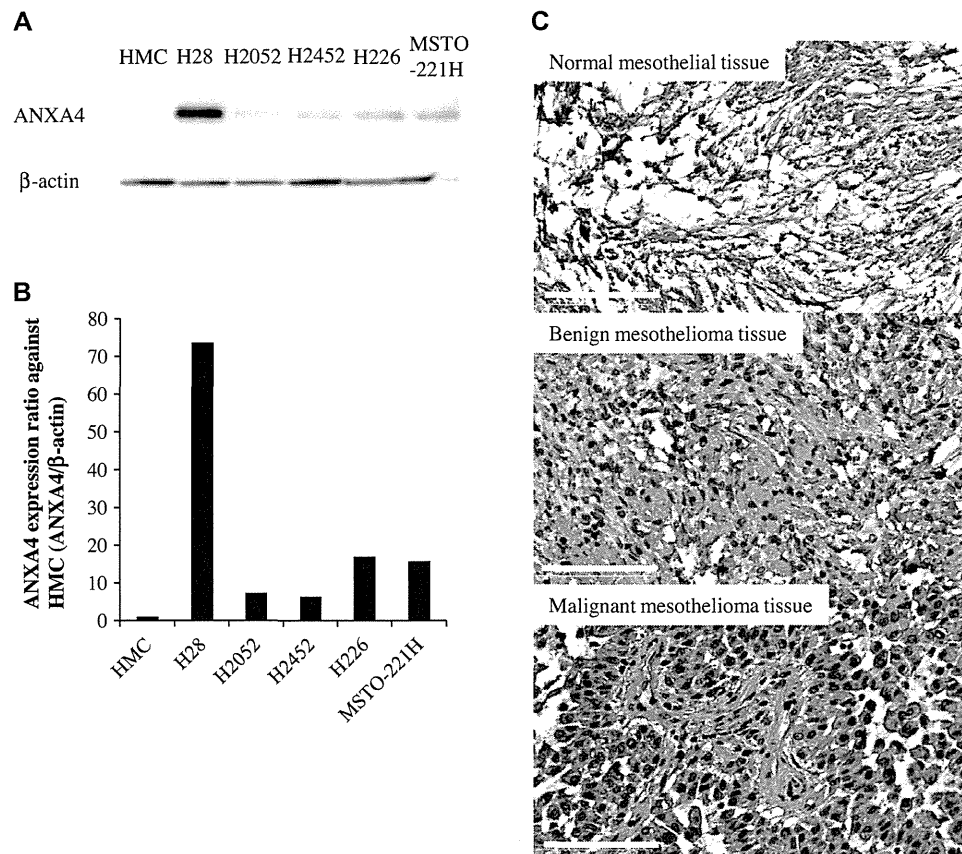 A
HMC H28 H2052 H2452 H226 MSTO
-221H
ANXA4
β-actin
B
ANXA4 expression ratio against
HMC (ANXA4/β-actin)
80
70
60
50
40
30
20
10
0
HMC
H28
H2052
H2452
H226
MSTO-221H
C
Normal mesothelial tissue
Benign mesothelioma tissue
Malignant mesothelioma tissue